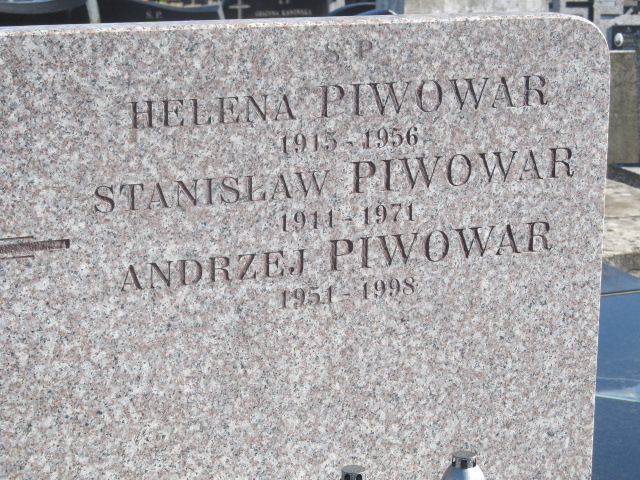 Ś.P.
HELENA PIWOWAR
1915 - 1956
STANISŁAW PIWOWAR
1911 - 1971
ANDRZEJ PIWOWAR
1951 - 1998